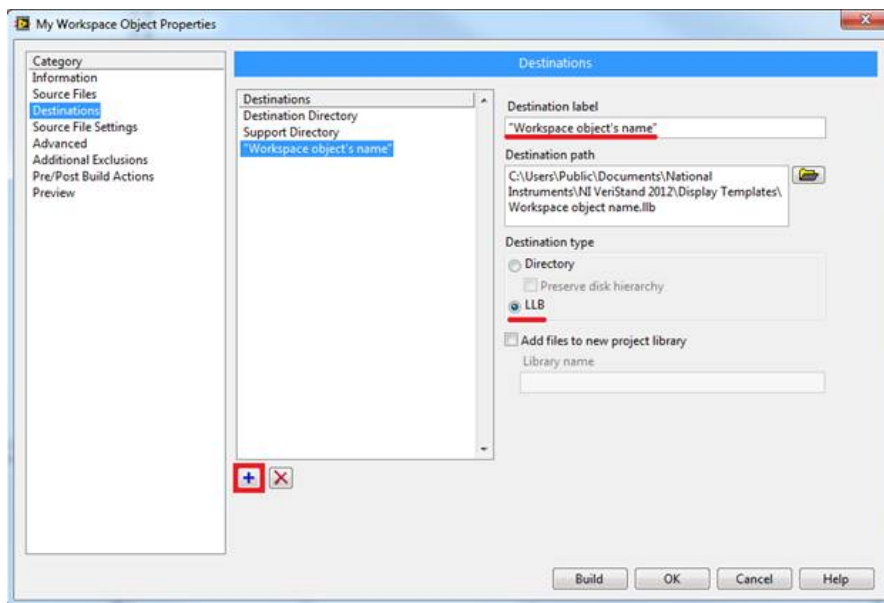 My Workspace Object Properties
Category
Information
Source Files
Destinations
Source File Settings
Advanced
Additional Exclusions
Pre/Post Build Actions
Preview
Destinations
Destinations
Destination Directory
Support Directory
"Workspace object's name"
Destination label
"Workspace object's name"
Destination path
C:\Users\Public\Documents\National
Instruments\NI VeriStand 2012\Display Templates\
Workspace object name.llb
Destination type
Directory
Preserve disk hierarchy
LLB
Add files to new project library
Library name
Build
OK
Cancel
Help